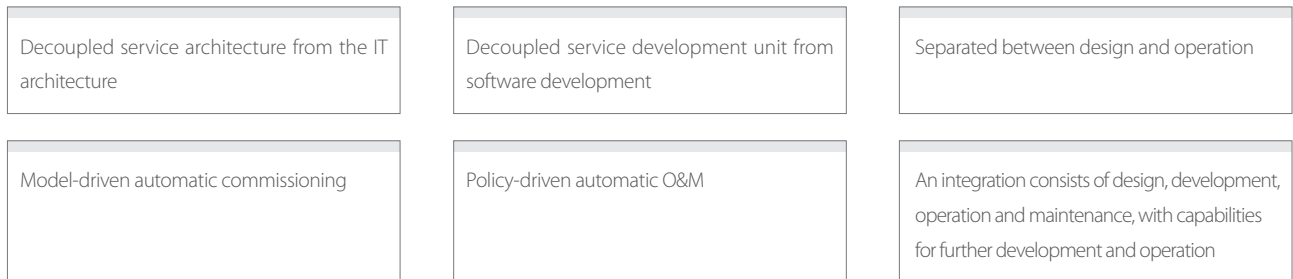 Decoupled service architecture from the IT
architecture
Decoupled service development unit from
software development
Separated between design and operation
Model-driven automatic commissioning
Policy-driven automatic O&M
An integration consists of design, development,
operation and maintenance, with capabilities
for further development and operation